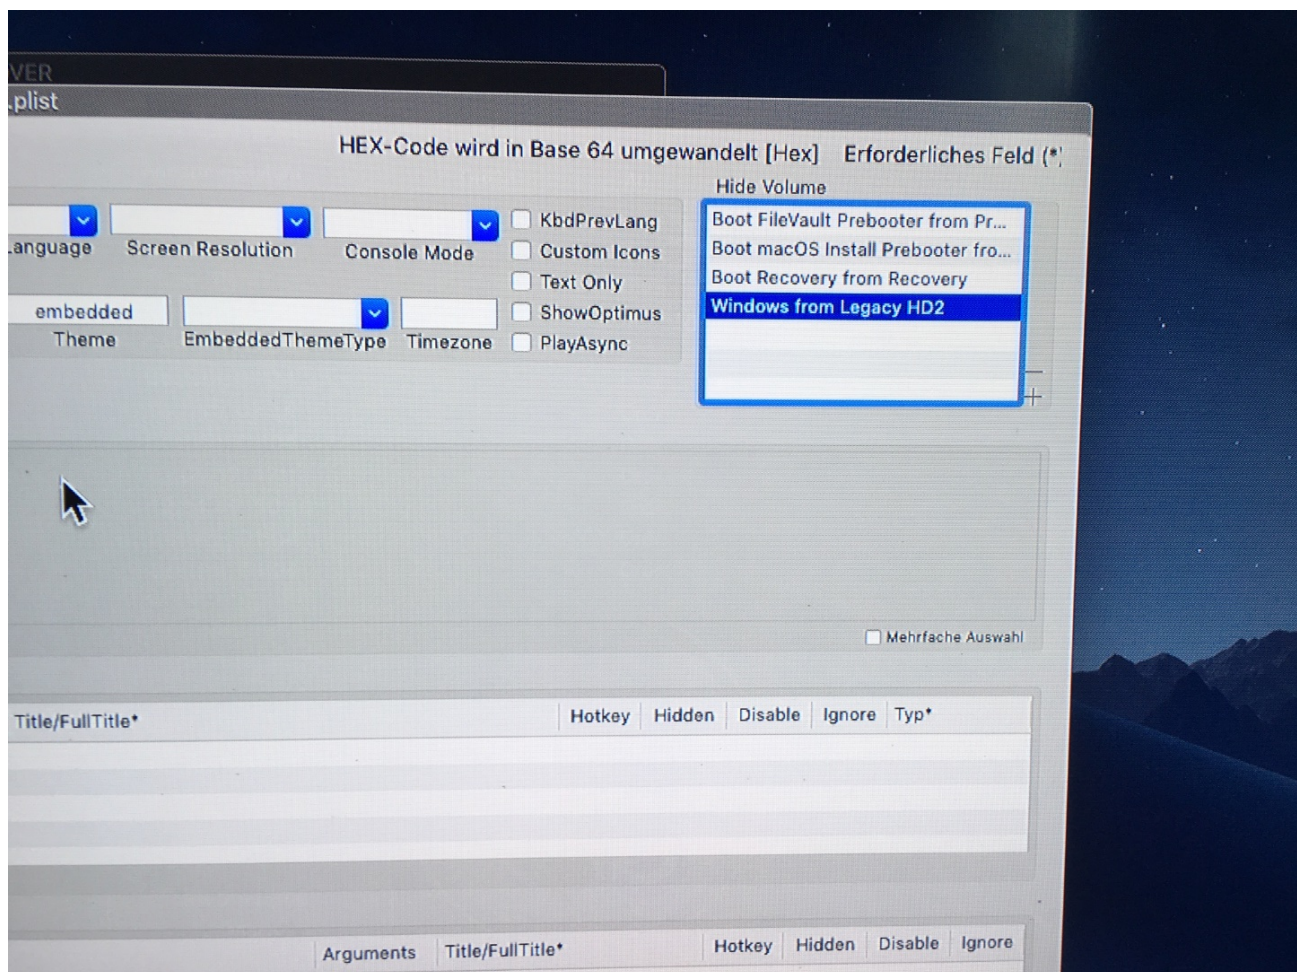 VER
.plist
HEX-Code wird in Base 64 umgewandelt [Hex] Erforderliches Feld (*)
Hide Volume
Boot FileVault Prebooter from Pr...
Boot macOS Install Prebooter fro...
Boot Recovery from Recovery
Windows from Legacy HD2
KbdPrevLang
Custom Icons
Text Only
ShowOptimus
PlayAsync
Language Screen Resolution Console Mode
embedded
Theme EmbeddedThemeType Timezone
Mehrfache Auswahl
Title/FullTitle* Hotkey Hidden Disable Ignore Typ*
Arguments Title/FullTitle* Hotkey Hidden Disable Ignore